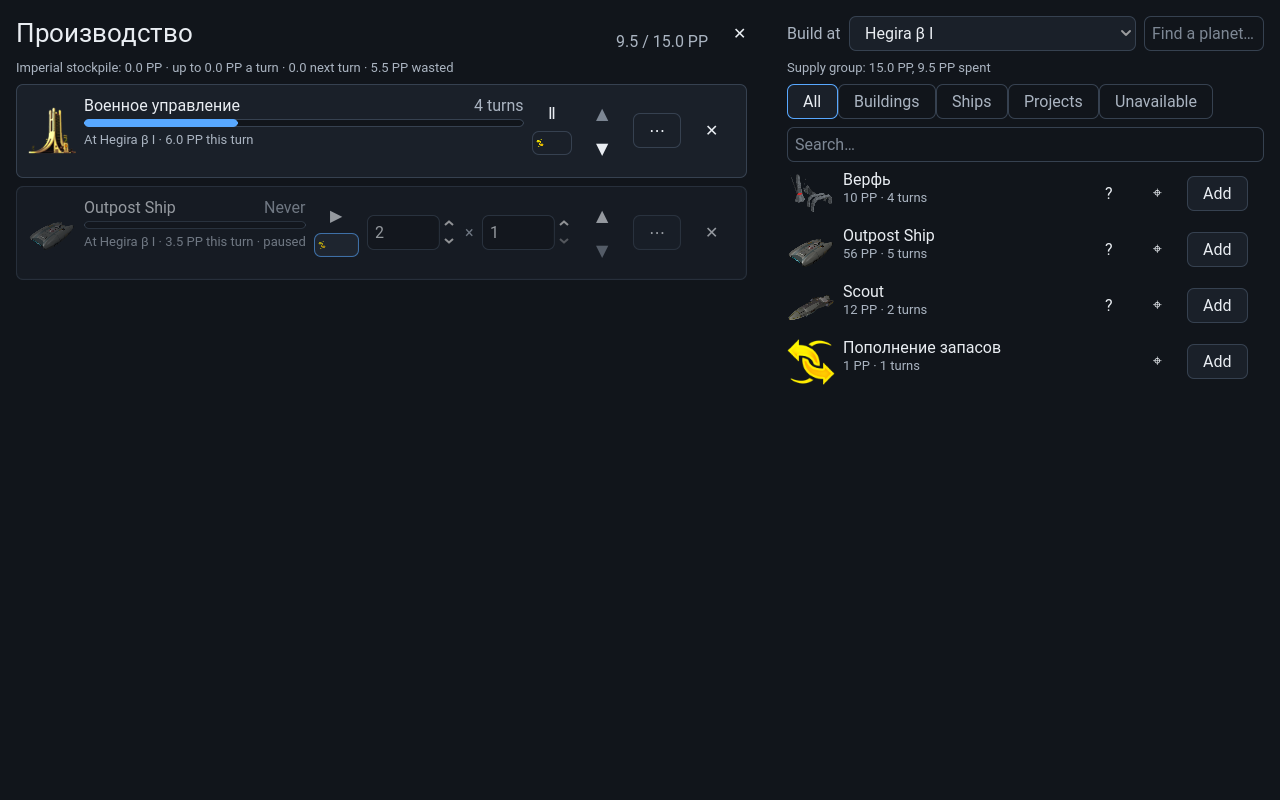 Производство
9.5 / 15.0 PP ✕
Imperial stockpile: 0.0 PP · up to 0.0 PP a turn · 0.0 next turn · 5.5 PP wasted
Военное управление 4 turns
At Hegira β I · 6.0 PP this turn
Outpost Ship Never
At Hegira β I · 3.5 PP this turn · paused
2 × 1
Build at Hegira β I Find a planet…
Supply group: 15.0 PP, 9.5 PP spent
All Buildings Ships Projects Unavailable
Search…
Верфь
10 PP · 4 turns
? Add
Outpost Ship
56 PP · 5 turns
? Add
Scout
12 PP · 2 turns
? Add
Пополнение запасов
1 PP · 1 turns
Add